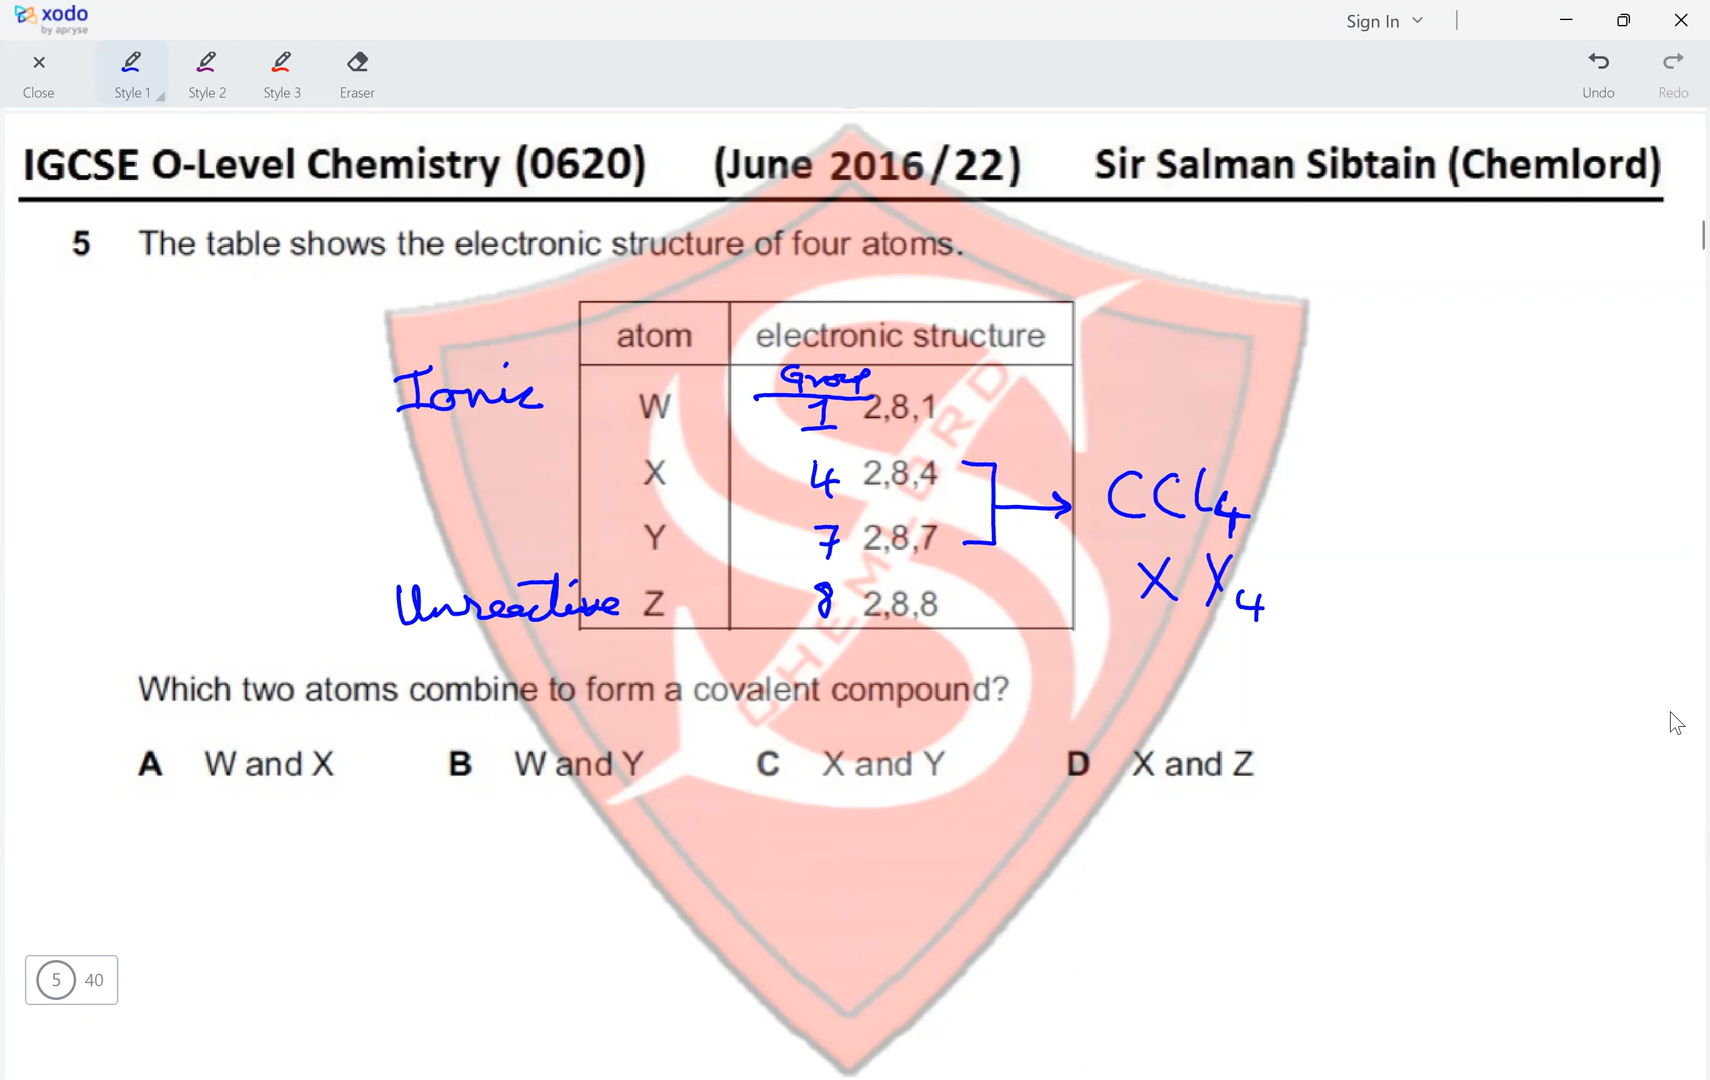 xodo
by apryse
Sign In
Close
Style 1
Style 2
Style 3
Eraser
Undo
Redo
IGCSE O-Level Chemistry (0620) (June 2016/22) Sir Salman Sibtain (Chemlord)
5 The table shows the electronic structure of four atoms.
atom electronic structure
Group
Ionic W 1 2,8,1
X 4 2,8,4 CCl4
Y 7 2,8,7 X Y4
Unreactive Z 8 2,8,8
CHEMLORD
Which two atoms combine to form a covalent compound?
A W and X B W and Y C X and Y D X and Z
5 40